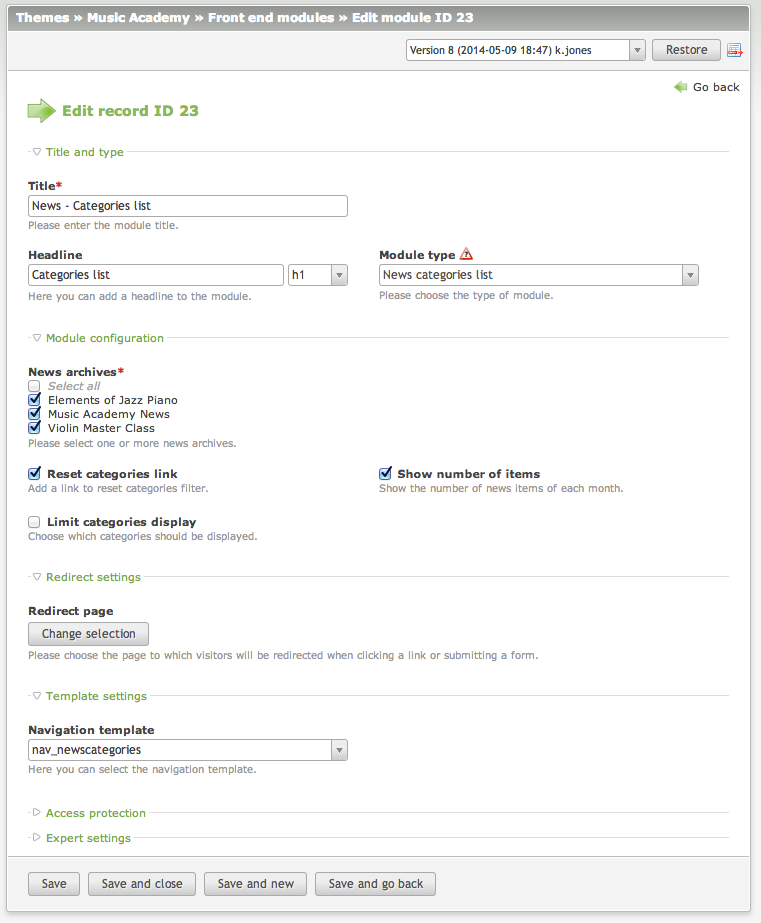 Themes » Music Academy » Front end modules » Edit module ID 23
Version 8 (2014-05-09 18:47) k.jones
Restore
Go back
Edit record ID 23
Title and type
Title*
News - Categories list
Please enter the module title.
Headline
Module type
Categories list
h1
News categories list
Here you can add a headline to the module.
Please choose the type of module.
Module configuration
News archives*
Select all
Elements of Jazz Piano
Music Academy News
Violin Master Class
Please select one or more news archives.
Reset categories link
Show number of items
Add a link to reset categories filter.
Show the number of news items of each month.
Limit categories display
Choose which categories should be displayed.
Redirect settings
Redirect page
Change selection
Please choose the page to which visitors will be redirected when clicking a link or submitting a form.
Template settings
Navigation template
nav_newscategories
Here you can select the navigation template.
Access protection
Expert settings
Save
Save and close
Save and new
Save and go back